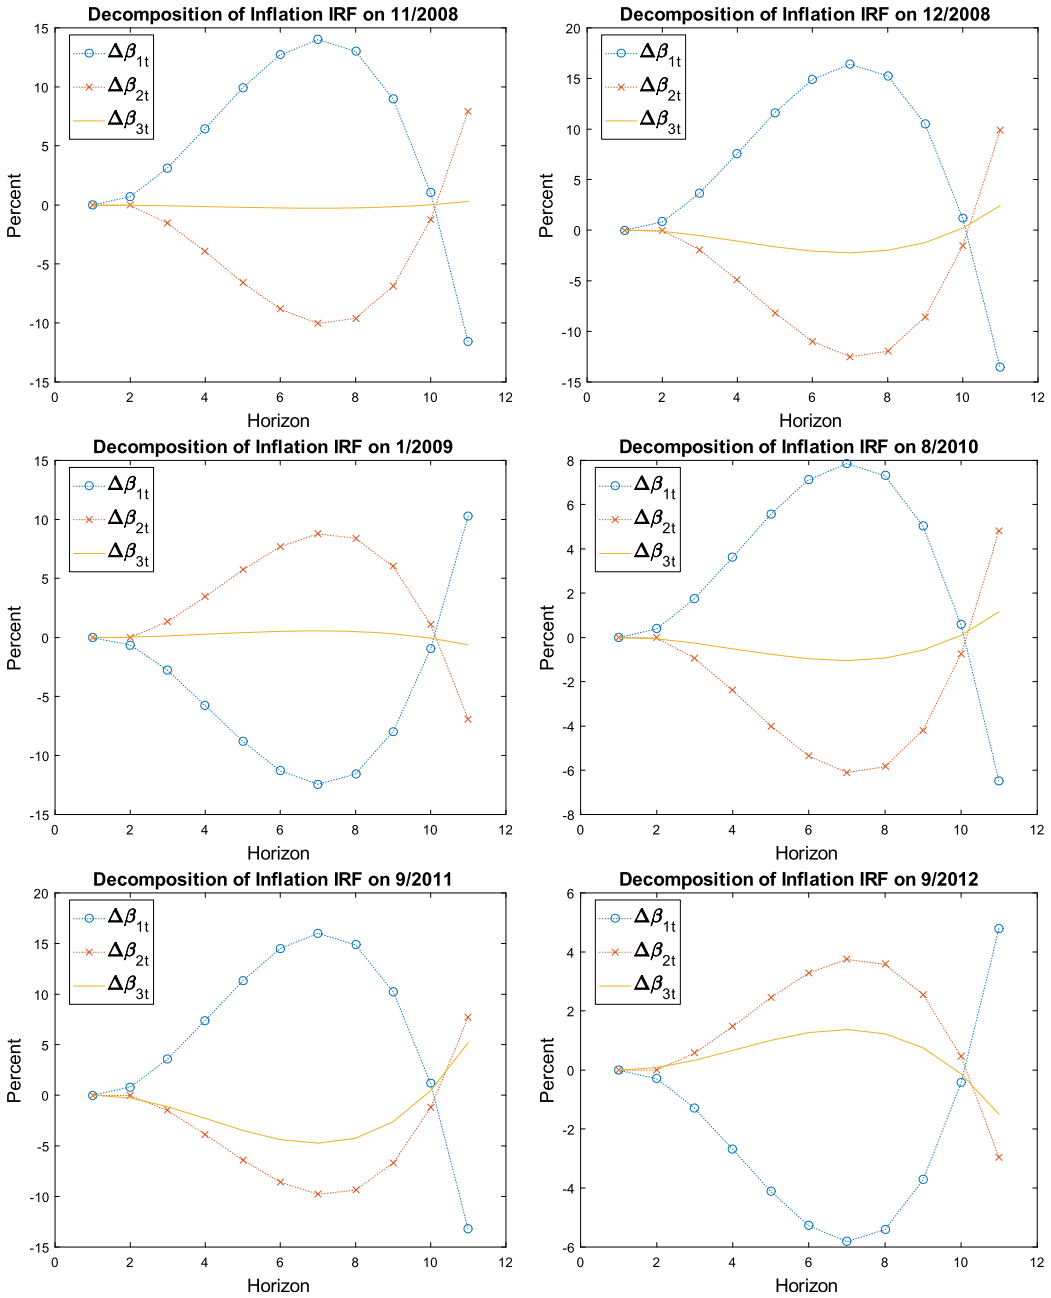 Decomposition of Inflation IRF on 11/2008
15
10
5
0
-5
-10
-15
0
2
4
6
8
10
12
Percent
Horizon
Δβ1t
Δβ2t
Δβ3t
Decomposition of Inflation IRF on 12/2008
20
15
10
5
0
-5
-10
-15
0
2
4
6
8
10
12
Percent
Horizon
Δβ1t
Δβ2t
Δβ3t
Decomposition of Inflation IRF on 1/2009
15
10
5
0
-5
-10
-15
0
2
4
6
8
10
12
Percent
Horizon
Δβ1t
Δβ2t
Δβ3t
Decomposition of Inflation IRF on 8/2010
8
6
4
2
0
-2
-4
-6
-8
0
2
4
6
8
10
12
Percent
Horizon
Δβ1t
Δβ2t
Δβ3t
Decomposition of Inflation IRF on 9/2011
20
15
10
5
0
-5
-10
-15
0
2
4
6
8
10
12
Percent
Horizon
Δβ1t
Δβ2t
Δβ3t
Decomposition of Inflation IRF on 9/2012
6
4
2
0
-2
-4
-6
0
2
4
6
8
10
12
Percent
Horizon
Δβ1t
Δβ2t
Δβ3t